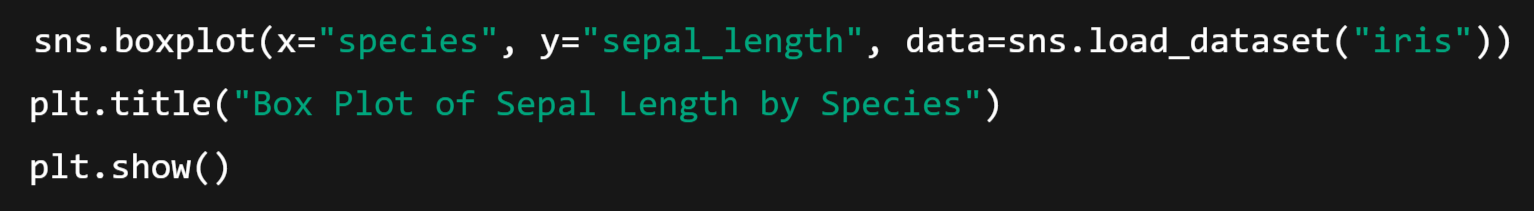 sns.boxplot(x="species", y="sepal_length", data=sns.load_dataset("iris"))
plt.title("Box Plot of Sepal Length by Species")
plt.show()